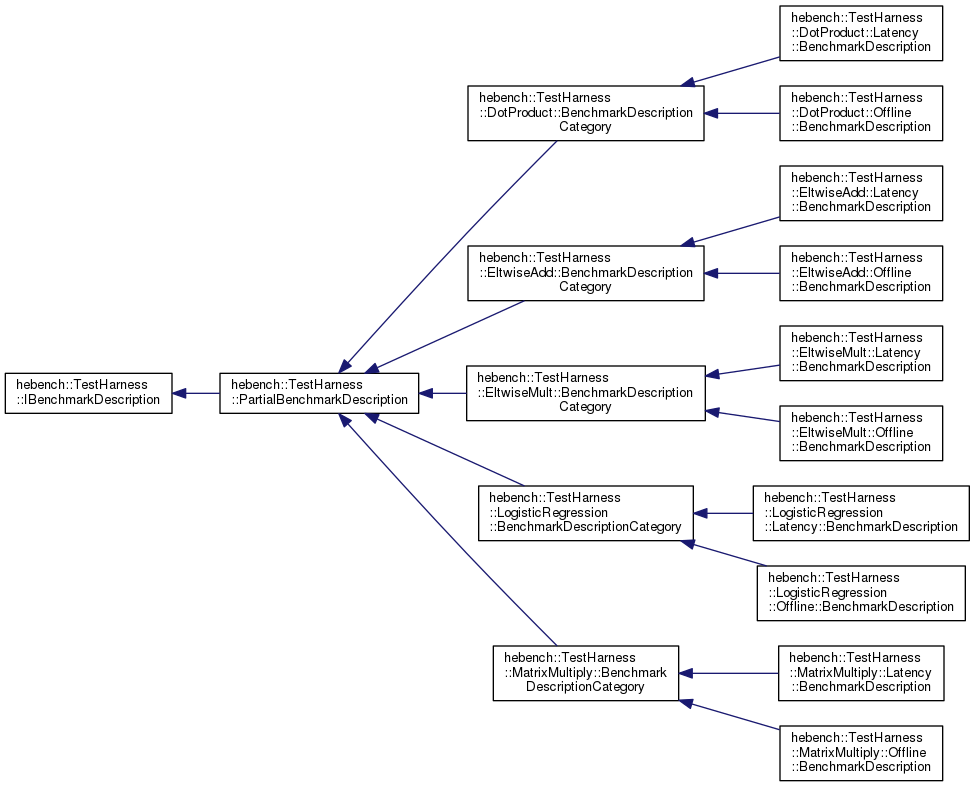 hebench::TestHarness
::IBenchmarkDescription
hebench::TestHarness
::PartialBenchmarkDescription
hebench::TestHarness
::DotProduct::BenchmarkDescription
Category
hebench::TestHarness
::DotProduct::Latency
::BenchmarkDescription
hebench::TestHarness
::DotProduct::Offline
::BenchmarkDescription
hebench::TestHarness
::EltwiseAdd::BenchmarkDescription
Category
hebench::TestHarness
::EltwiseAdd::Latency
::BenchmarkDescription
hebench::TestHarness
::EltwiseAdd::Offline
::BenchmarkDescription
hebench::TestHarness
::EltwiseMult::BenchmarkDescription
Category
hebench::TestHarness
::EltwiseMult::Latency
::BenchmarkDescription
hebench::TestHarness
::EltwiseMult::Offline
::BenchmarkDescription
hebench::TestHarness
::LogisticRegression
::BenchmarkDescriptionCategory
hebench::TestHarness
::LogisticRegression
::Latency::BenchmarkDescription
hebench::TestHarness
::LogisticRegression
::Offline::BenchmarkDescription
hebench::TestHarness
::MatrixMultiply::Benchmark
DescriptionCategory
hebench::TestHarness
::MatrixMultiply::Latency
::BenchmarkDescription
hebench::TestHarness
::MatrixMultiply::Offline
::BenchmarkDescription